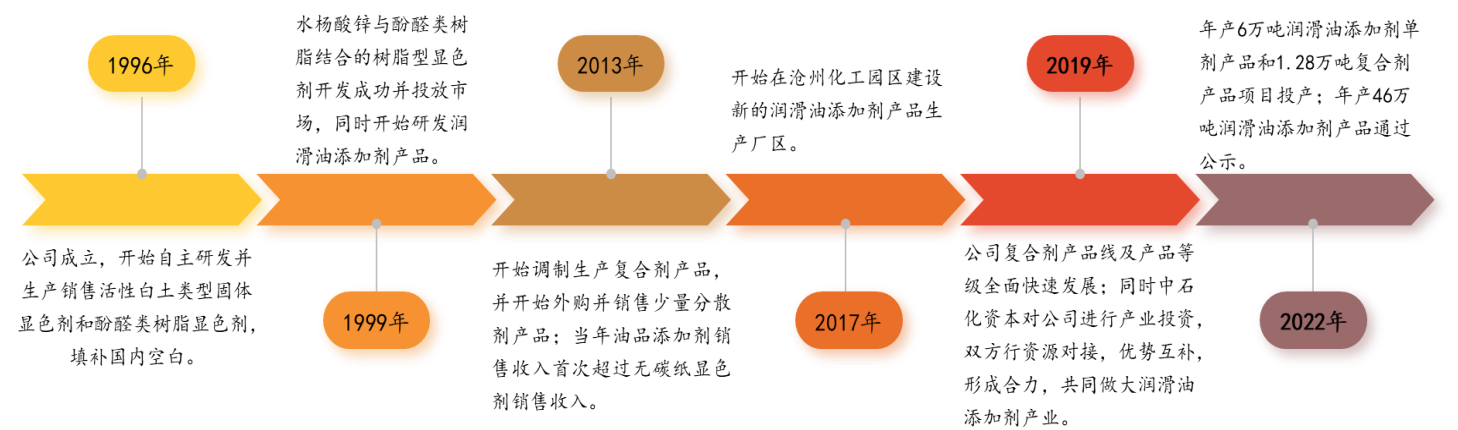 1996年
公司成立，开始自主研发并
生产销售活性白土类型固体
显色剂和酚醛类树脂显色剂，
填补国内空白。
水杨酸锌与酚醛类树
脂结合的树脂型显色
剂开发成功并投放市
场，同时开始研发润
滑油添加剂产品。
1999年
2013年
开始调制生产复合剂产品，
并开始外购并销售少量分散
剂产品；当年油品添加剂销
售收入首次超过无碳纸显色
剂销售收入。
开始在沧州化工园区建设
新的润滑油添加剂产品生
产厂区。
2017年
2019年
公司复合剂产品线及产品等
级全面快速发展；同时中石
化资本对公司进行产业投资，
双方行资源对接，优势互补，
形成合力，共同做大润滑油
添加剂产业。
年产6万吨润滑油添加剂单
剂产品和1.28万吨复合剂
产品项目投产；年产46万
吨润滑油添加剂产品通过
公示。
2022年